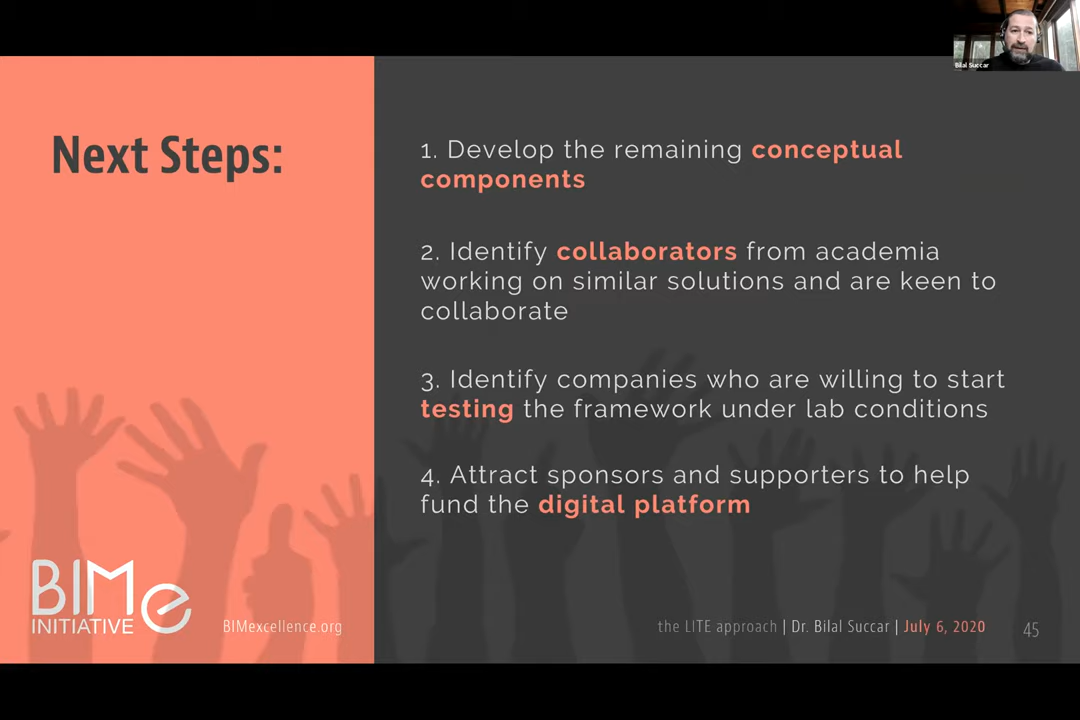 Bilal Succar
Next Steps:
1. Develop the remaining conceptual
components
2. Identify collaborators from academia
working on similar solutions and are keen to
collaborate
3. Identify companies who are willing to start
testing the framework under lab conditions
4. Attract sponsors and supporters to help
fund the digital platform
BIMe
INITIATIVE
BIMexcellence.org
the LITE approach | Dr. Bilal Succar | July 6, 2020
45